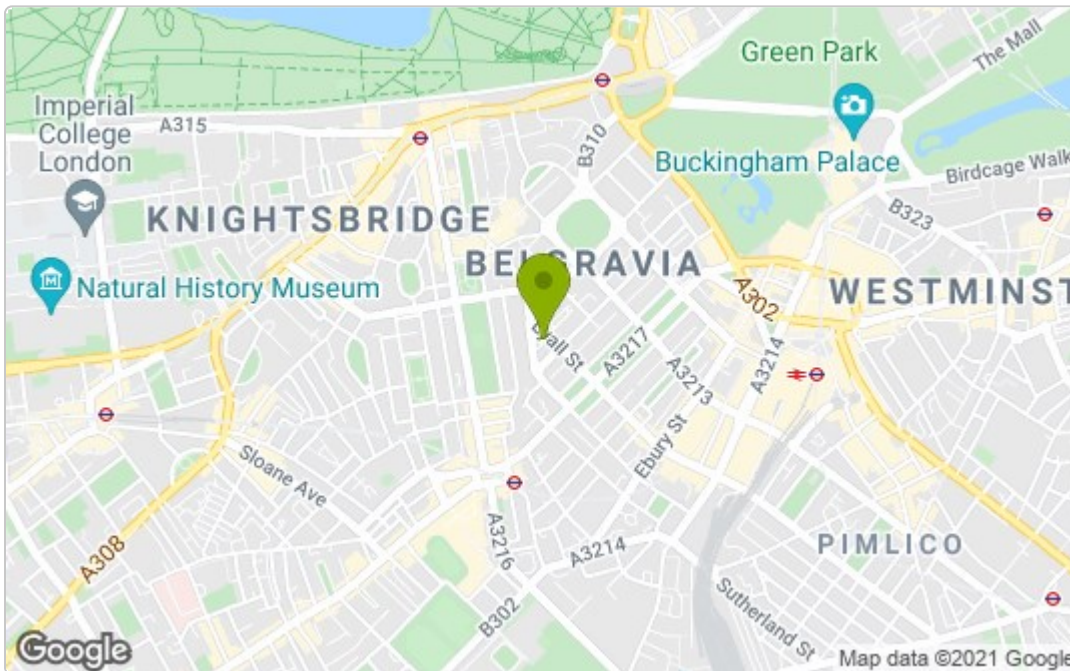 Green Park
The Mall
Imperial
College
London
A315
B310
Buckingham Palace
Birdcage Walk
B323
KNIGHTSBRIDGE
BELGRAVIA
Natural History Museum
A302
WESTMINST
Lyall St
A3217
A3214
A3213
Ebury St
Sloane Ave
A308
A3216
A3214
PIMLICO
B302
Sutherland St
Google
Map data ©2021 Google